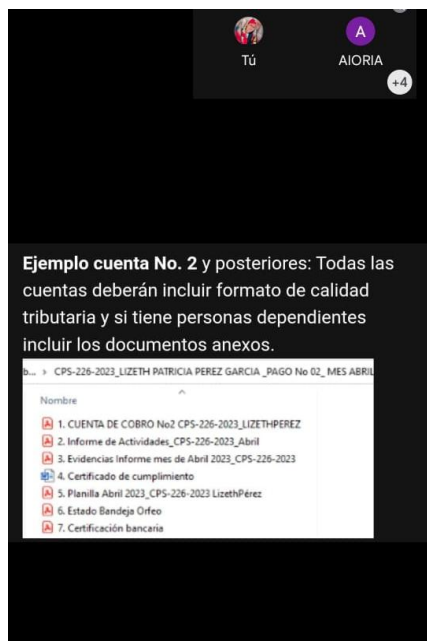 A
Tú
AIORIA
+4
Ejemplo cuenta No. 2 y posteriores: Todas las
cuentas deberán incluir formato de calidad
tributaria y si tiene personas dependientes
incluir los documentos anexos.
b... > CPS-226-2023_LIZETH PATRICIA PEREZ GARCIA _PAGO No 02_ MES ABRIL
Nombre
1. CUENTA DE COBRO No2 CPS-226-2023_LIZETHPEREZ
2. Informe de Actividades_CPS-226-2023_Abril
3. Evidencias Informe mes de Abril 2023_CPS-226-2023
4. Certificado de cumplimiento
5. Planilla Abril 2023_CPS-226-2023 LizethPérez
6. Estado Bandeja Orfeo
7. Certificación bancaria